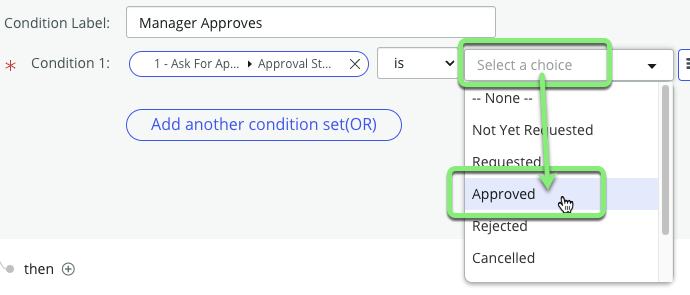 Condition Label: Manager Approves
* Condition 1: 1 - Ask For Ap... ▸ Approval St... × is Select a choice
-- None --
Not Yet Requested
Add another condition set(OR)
Requested
Approved
Rejected
Cancelled
then